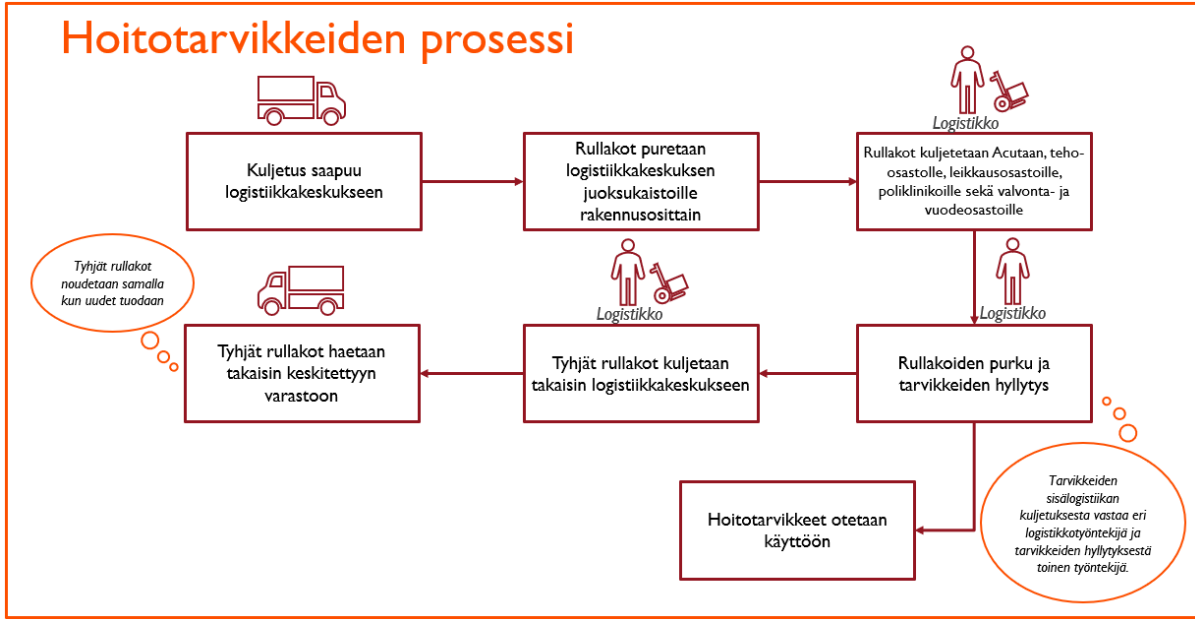 Hoitotarvikkeiden prosessi
Kuljetus saapuu
logistiikkakeskukseen
Rullakot puretaan
logistiikkakeskuksen
juoksukaistoille
rakennusosittain
Logistikko
Rullakot kuljetetaan Acutaan, teho-
osastolle, leikkausosastoille,
poliklinikoille sekä valvonta- ja
vuodeosastoille
Logistikko
Rullakoiden purku ja
tarvikkeiden hyllytys
Logistikko
Tyhjät rullakot kuljetaan
takaisin logistiikkakeskukseen
Tyhjät rullakot haetaan
takaisin keskitettyyn
varastoon
Tyhjät rullakot
noudetaan samalla
kun uudet tuodaan
Hoitotarvikkeet otetaan
käyttöön
Tarvikkeiden
sisälogistiikan
kuljetuksesta vastaa eri
logistikkotyöntekijä ja
tarvikkeiden hyllytyksestä
toinen työntekijä.